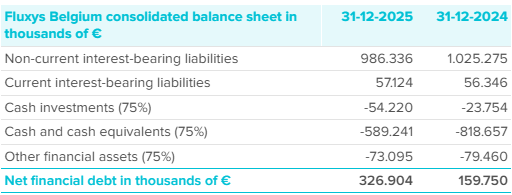 Fluxys Belgium consolidated balance sheet in thousands of € 31-12-2025 31-12-2024
Non-current interest-bearing liabilities 986.336 1.025.275
Current interest-bearing liabilities 57.124 56.346
Cash investments (75%) -54.220 -23.754
Cash and cash equivalents (75%) -589.241 -818.657
Other financial assets (75%) -73.095 -79.460
Net financial debt in thousands of € 326.904 159.750